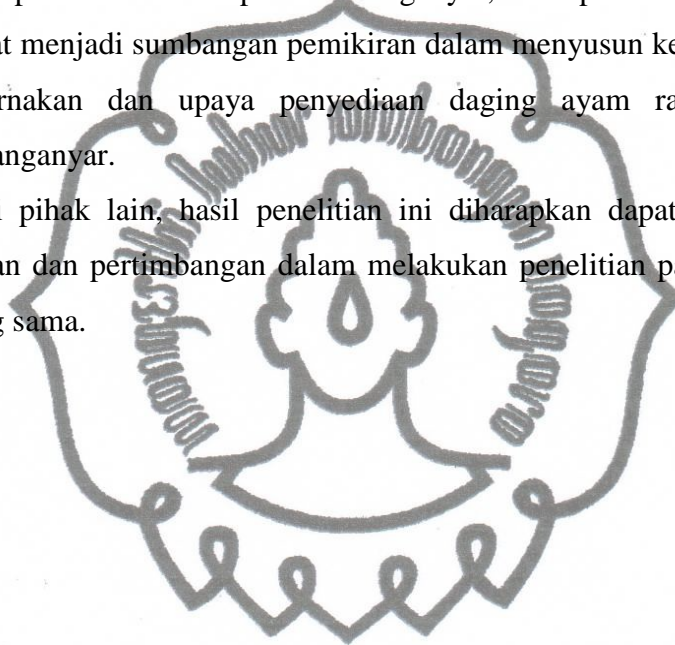 at menjadi sumbangan pemikiran dalam menyusun ke
rnakan dan upaya penyediaan daging ayam ra
anganyar.
i pihak lain, hasil penelitian ini diharapkan dapat
an dan pertimbangan dalam melakukan penelitian pa
g sama.